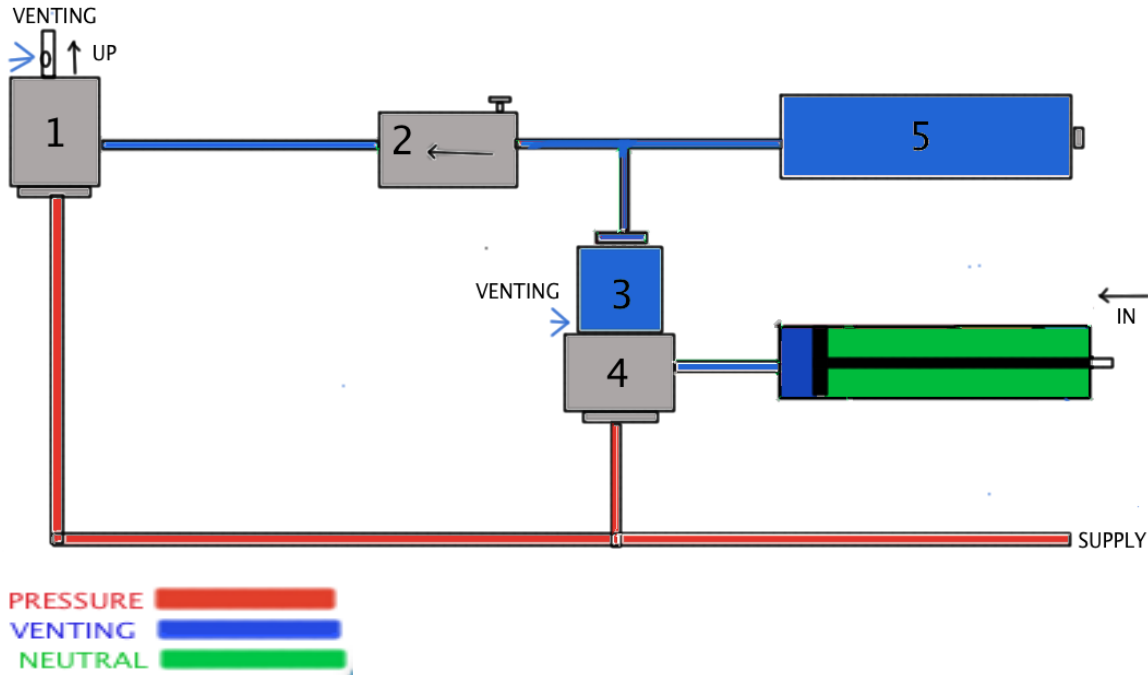 VENTING
UP
1
2
5
3
VENTING
IN
4
SUPPLY
PRESSURE
VENTING
NEUTRAL